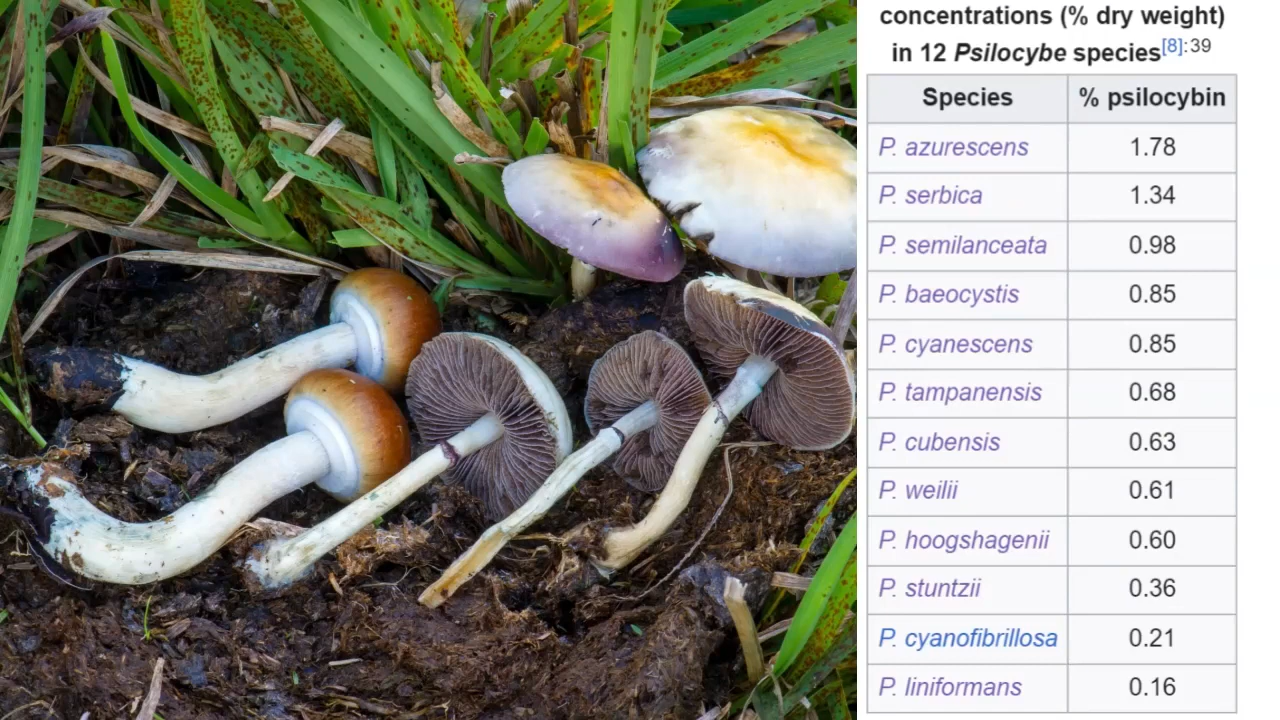 concentrations (% dry weight)
in 12 Psilocybe species[8]:39
Species % psilocybin
P. azurescens 1.78
P. serbica 1.34
P. semilanceata 0.98
P. baeocystis 0.85
P. cyanescens 0.85
P. tampanensis 0.68
P. cubensis 0.63
P. weilii 0.61
P. hoogshagenii 0.60
P. stuntzii 0.36
P. cyanofibrillosa 0.21
P. liniformans 0.16